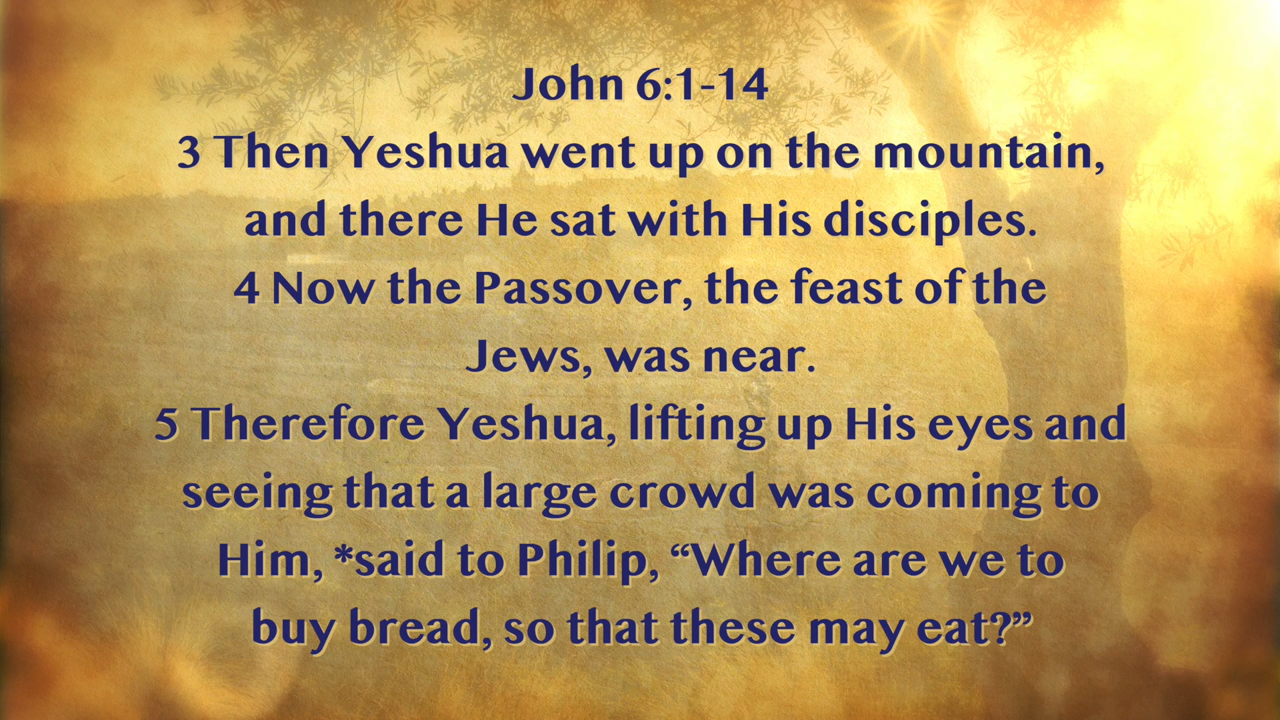 John 6:1-14
3 Then Yeshua went up on the mountain,
and there He sat with His disciples.
4 Now the Passover, the feast of the
Jews, was near.
5 Therefore Yeshua, lifting up His eyes and
seeing that a large crowd was coming to
Him, *said to Philip, “Where are we to
buy bread, so that these may eat?”